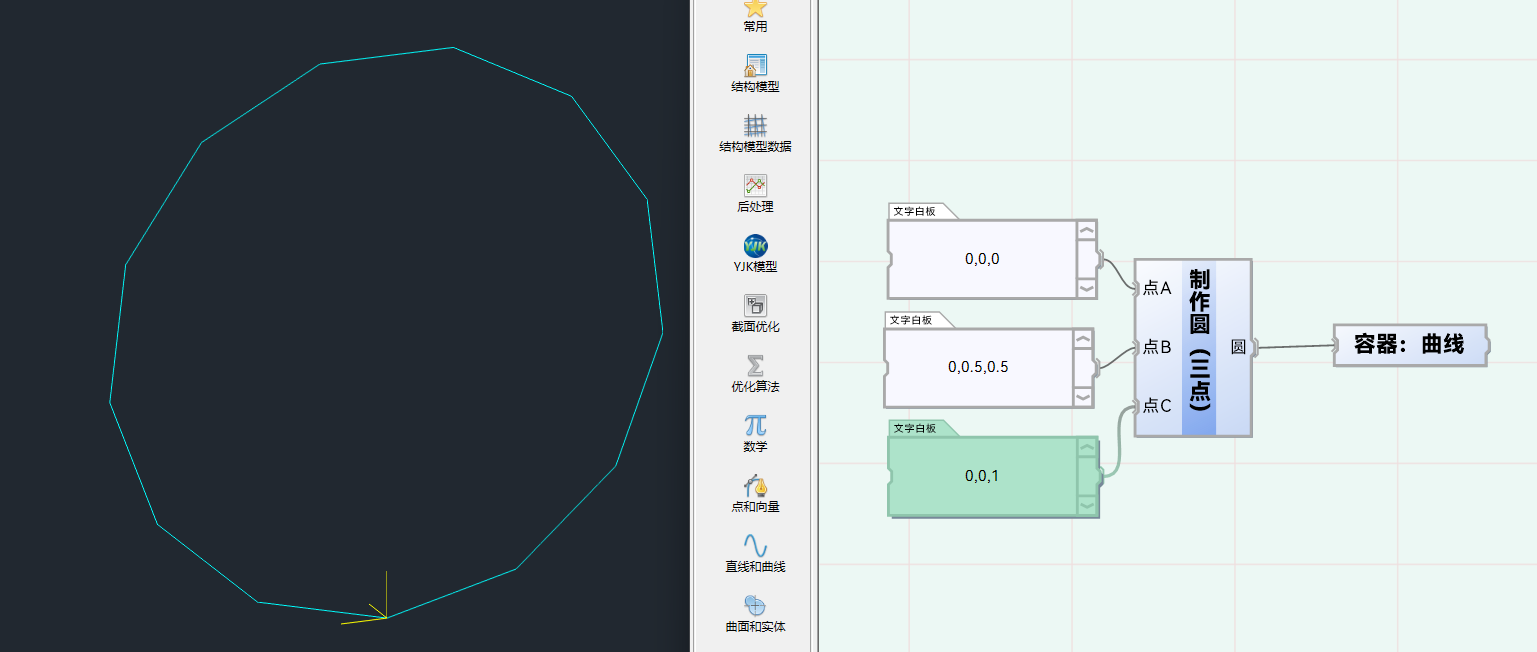 常用
结构模型
结构模型数据
后处理
YJK
YJK模型
截面优化
优化算法
数学
点和向量
直线和曲线
曲面和实体
文字白板
0,0,0
文字白板
0,0.5,0.5
文字白板
0,0,1
点A
点B
点C
制作圆（三点）
圆
容器：曲线